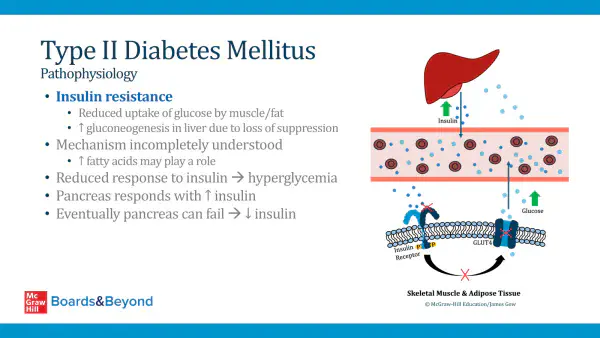 Type II Diabetes Mellitus
Pathophysiology
• Insulin resistance
• Reduced uptake of glucose by muscle/fat
• ↑ gluconeogenesis in liver due to loss of suppression
• Mechanism incompletely understood
• ↑ fatty acids may play a role
• Reduced response to insulin → hyperglycemia
• Pancreas responds with ↑ insulin
• Eventually pancreas can fail → ↓ insulin
Insulin
Glucose
GLUT4
Insulin
Receptor
P P
Skeletal Muscle & Adipose Tissue
© McGraw-Hill Education/James Gew
Mc
Graw
Hill
Boards&Beyond